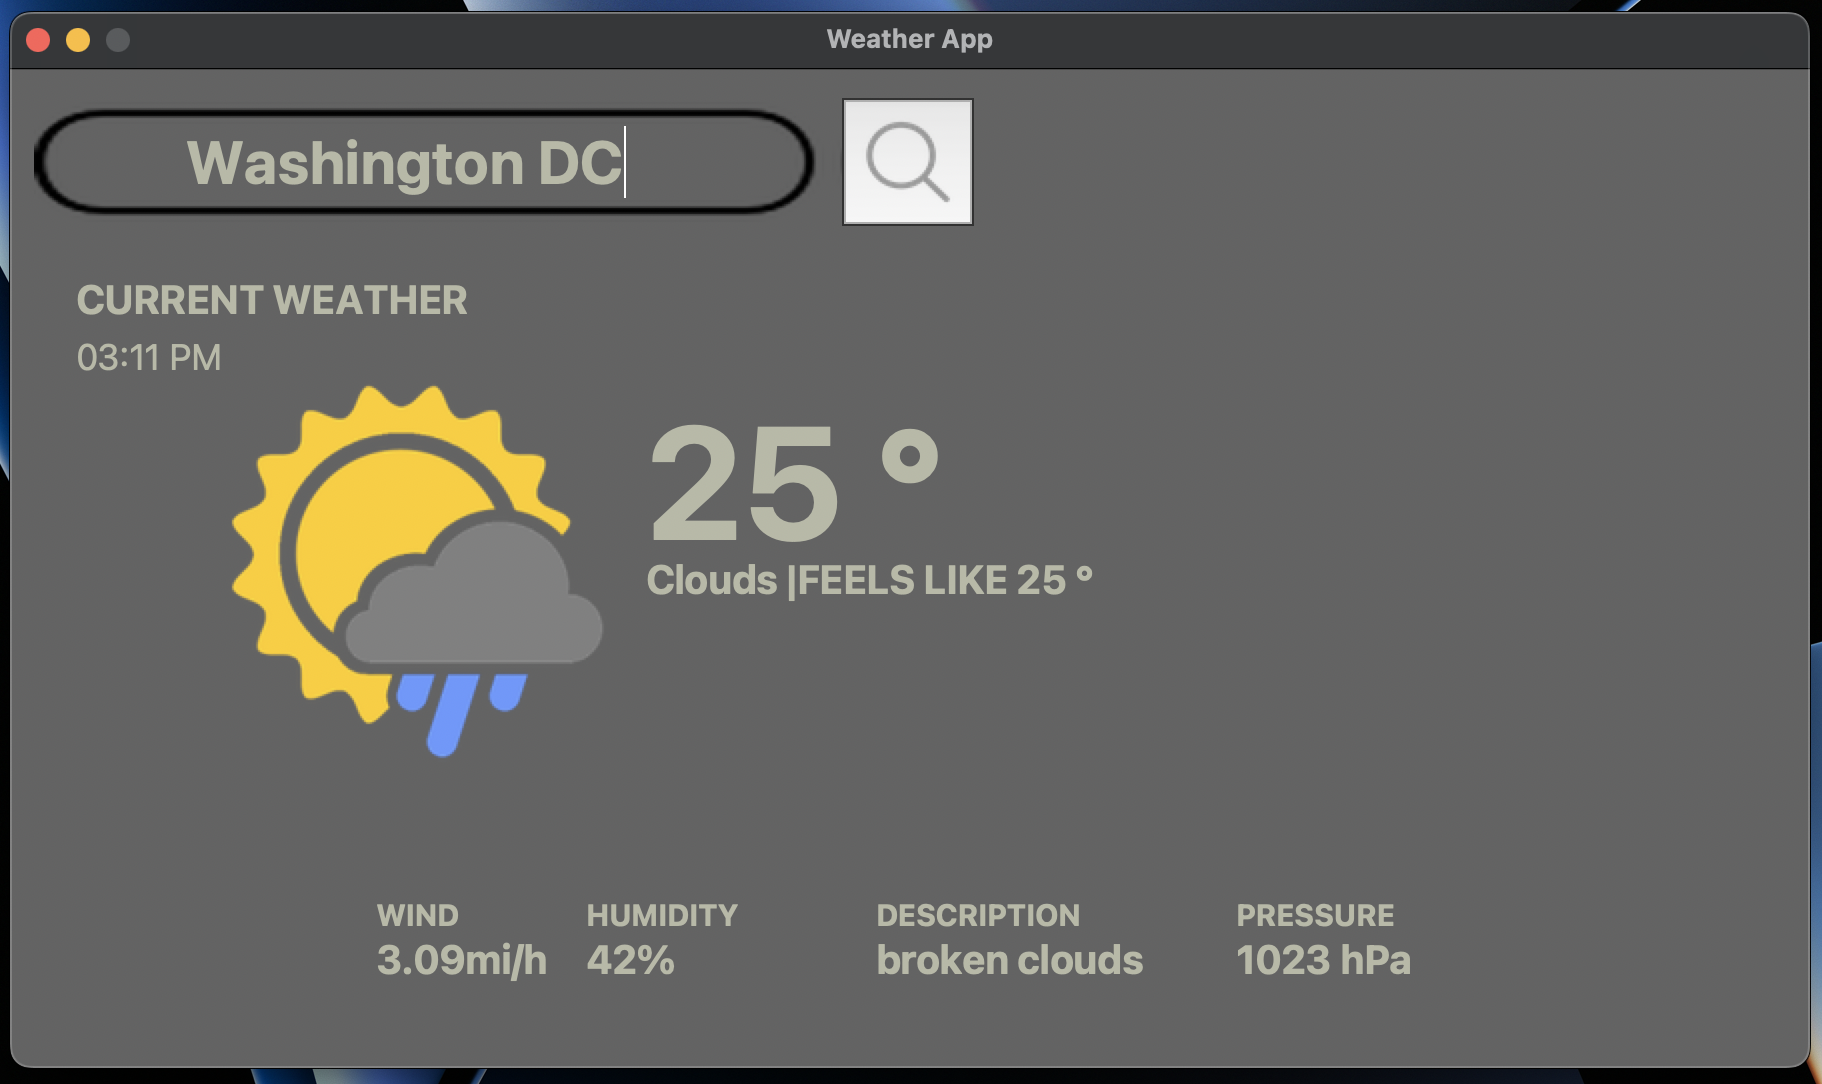 Weather App
Washington DC
CURRENT WEATHER
03:11 PM
25 °
Clouds |FEELS LIKE 25 °
WIND HUMIDITY DESCRIPTION PRESSURE
3.09mi/h 42% broken clouds 1023 hPa